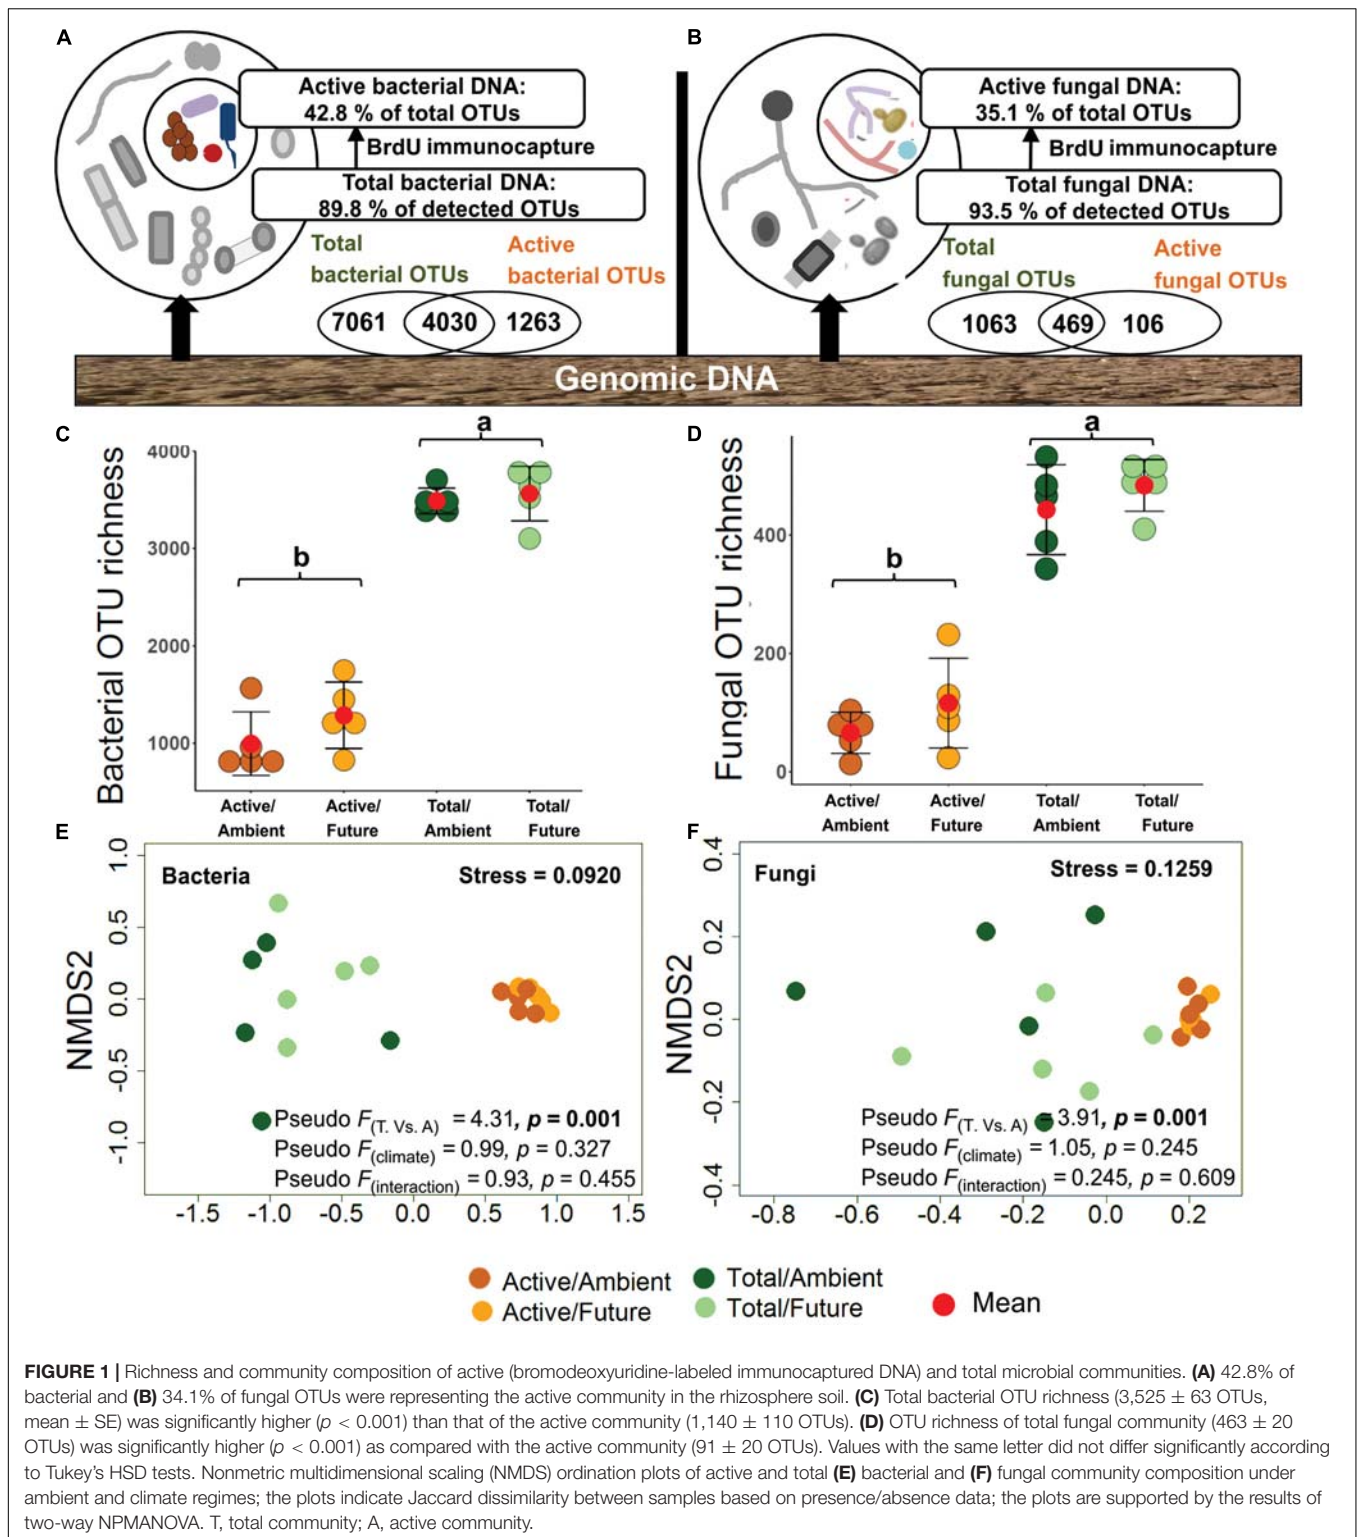 A
Active bacterial DNA:
42.8 % of total OTUs
BrdU immunocapture
Total bacterial DNA:
89.8 % of detected OTUs
Total
bacterial OTUs
Active
bacterial OTUs
7061 4030 1263
B
Active fungal DNA:
35.1 % of total OTUs
BrdU immunocapture
Total fungal DNA:
93.5 % of detected OTUs
Total
fungal OTUs
Active
fungal OTUs
1063 469 106
Genomic DNA
C
Bacterial OTU richness
4000
3000
2000
1000
b
a
Active/
Ambient
Active/
Future
Total/
Ambient
Total/
Future
D
Fungal OTU richness
400
200
0
b
a
Active/
Ambient
Active/
Future
Total/
Ambient
Total/
Future
E
Bacteria
Stress = 0.0920
NMDS2
1.0
0.5
0.0
-0.5
-1.0
Pseudo F(T. Vs. A) = 4.31, p = 0.001
Pseudo F(climate) = 0.99, p = 0.327
Pseudo F(interaction) = 0.93, p = 0.455
-1.5 -1.0 -0.5 0.0 0.5 1.0 1.5
F
Fungi
Stress = 0.1259
NMDS2
0.4
0.2
0.0
-0.2
-0.4
Pseudo F(T. Vs. A) = 3.91, p = 0.001
Pseudo F(climate) = 1.05, p = 0.245
Pseudo F(interaction) = 0.245, p = 0.609
-0.8 -0.6 -0.4 -0.2 0.0 0.2
Active/Ambient
Active/Future
Total/Ambient
Total/Future
Mean
FIGURE 1 | Richness and community composition of active (bromodeoxyuridine-labeled immunocaptured DNA) and total microbial communities. (A) 42.8% of
bacterial and (B) 34.1% of fungal OTUs were representing the active community in the rhizosphere soil. (C) Total bacterial OTU richness (3,525 ± 63 OTUs,
mean ± SE) was significantly higher (p < 0.001) than that of the active community (1,140 ± 110 OTUs). (D) OTU richness of total fungal community (463 ± 20
OTUs) was significantly higher (p < 0.001) as compared with the active community (91 ± 20 OTUs). Values with the same letter did not differ significantly according
to Tukey's HSD tests. Nonmetric multidimensional scaling (NMDS) ordination plots of active and total (E) bacterial and (F) fungal community composition under
ambient and climate regimes; the plots indicate Jaccard dissimilarity between samples based on presence/absence data; the plots are supported by the results of
two-way NPMANOVA. T, total community; A, active community.